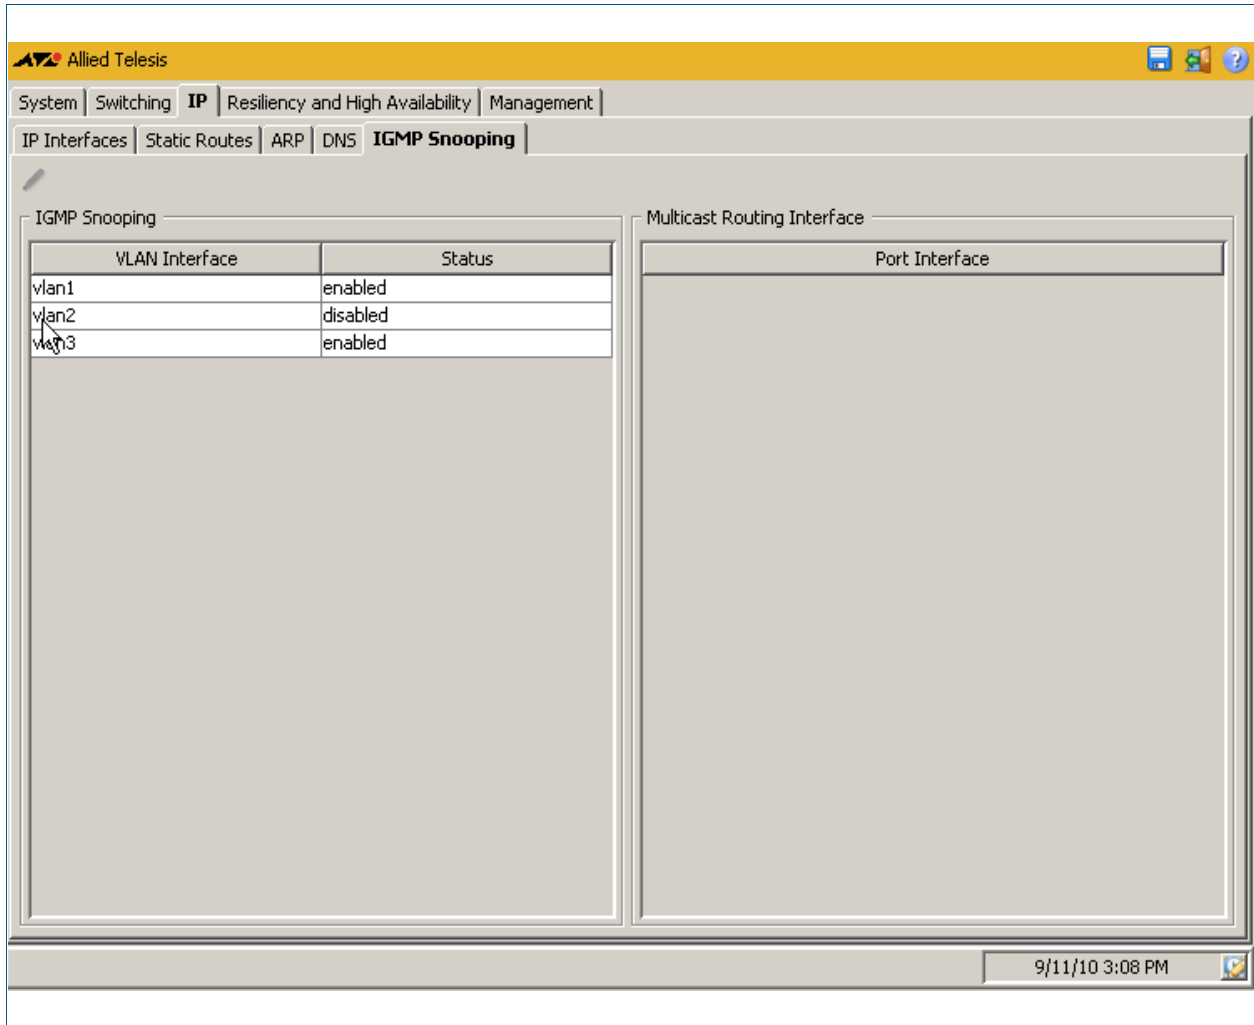 Allied Telesis
System Switching IP Resiliency and High Availability Management
IP Interfaces Static Routes ARP DNS IGMP Snooping
IGMP Snooping
VLAN Interface Status
vlan1 enabled
vlan2 disabled
vlan3 enabled
Multicast Routing Interface
Port Interface
9/11/10 3:08 PM